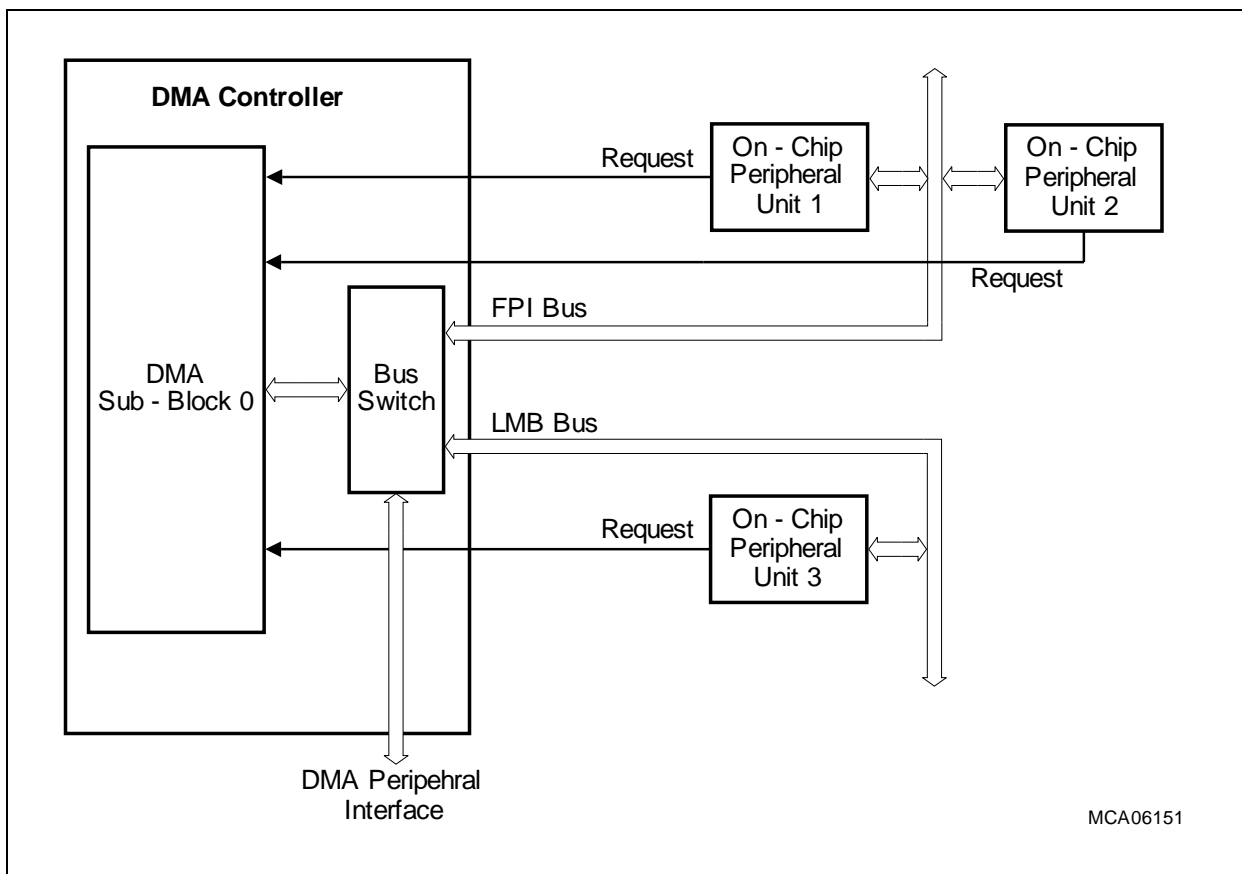 DMA Controller
Request
On - Chip
Peripheral
Unit 1
On - Chip
Peripheral
Unit 2
Request
FPI Bus
DMA
Sub - Block 0
Bus
Switch
LMB Bus
Request
On - Chip
Peripheral
Unit 3
DMA Peripehral
Interface
MCA06151